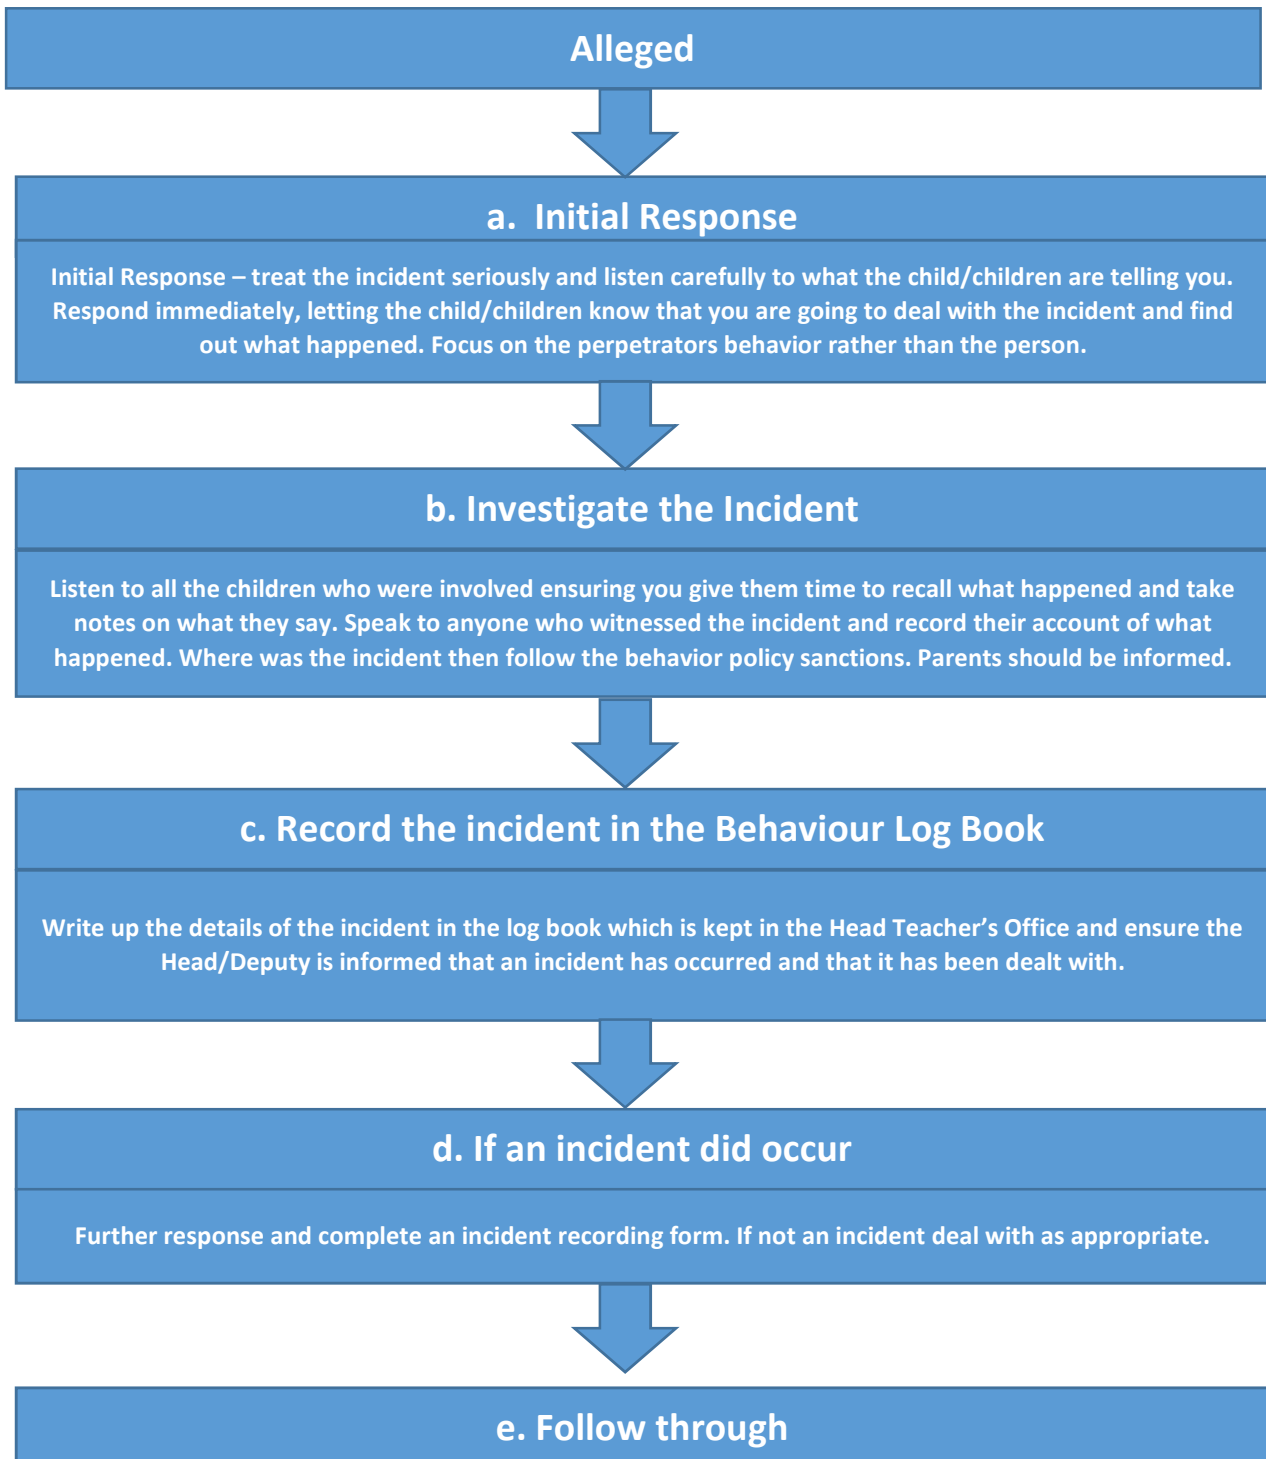 Alleged
a. Initial Response
Initial Response – treat the incident seriously and listen carefully to what the child/children are telling you.
Respond immediately, letting the child/children know that you are going to deal with the incident and find
out what happened. Focus on the perpetrators behavior rather than the person.
b. Investigate the Incident
Listen to all the children who were involved ensuring you give them time to recall what happened and take
notes on what they say. Speak to anyone who witnessed the incident and record their account of what
happened. Where was the incident then follow the behavior policy sanctions. Parents should be informed.
c. Record the incident in the Behaviour Log Book
Write up the details of the incident in the log book which is kept in the Head Teacher’s Office and ensure the
Head/Deputy is informed that an incident has occurred and that it has been dealt with.
d. If an incident did occur
Further response and complete an incident recording form. If not an incident deal with as appropriate.
e. Follow through